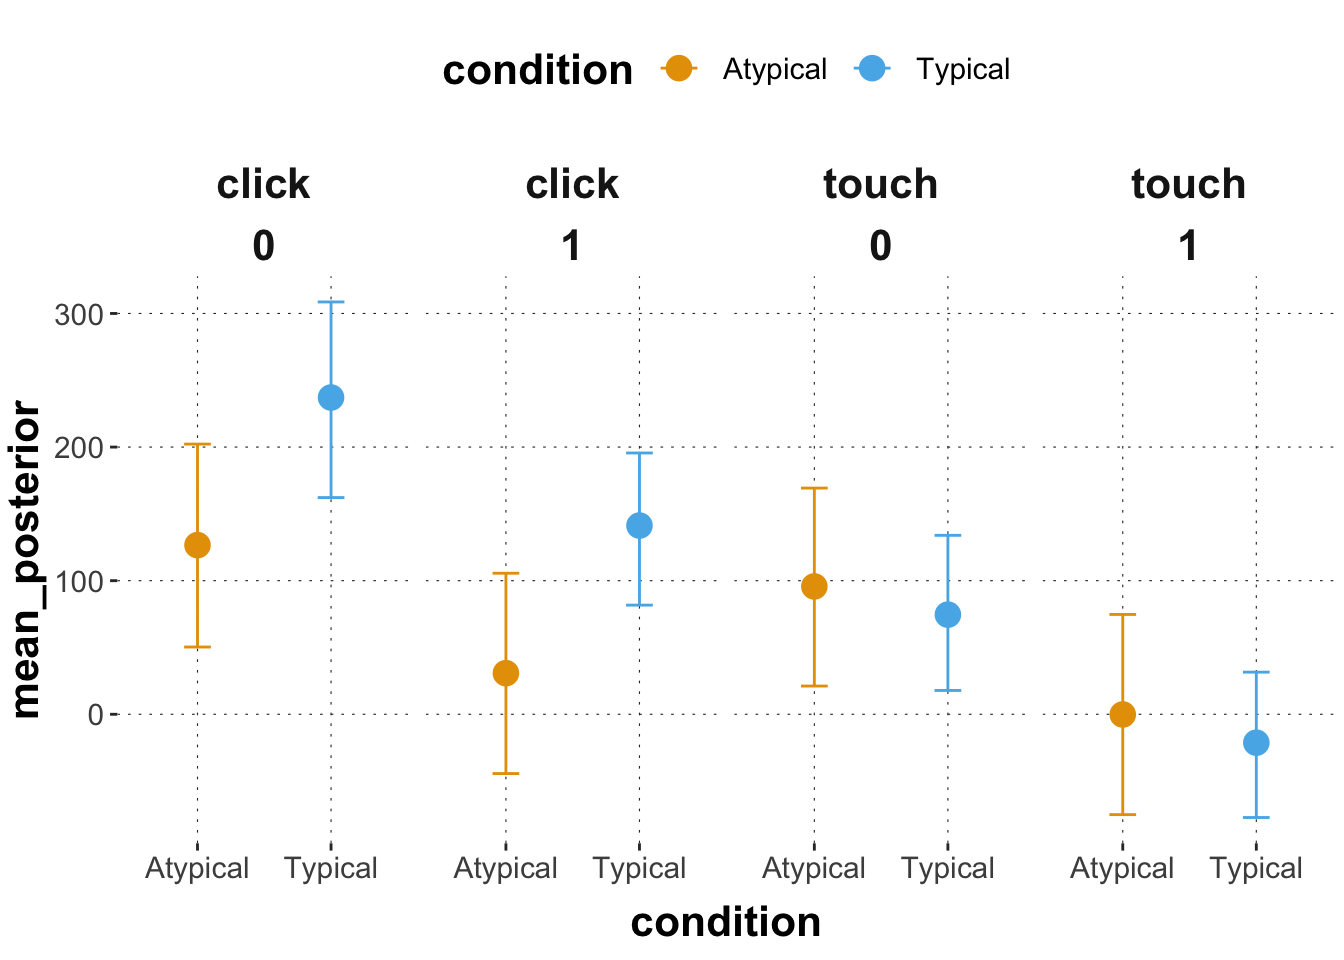 condition Atypical Typical
click click touch touch
0 1 0 1
300
200
100
0
mean_posterior
Atypical Typical Atypical Typical Atypical Typical Atypical Typical
condition